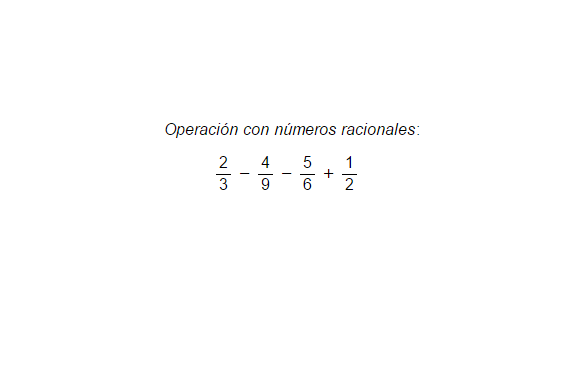 Operación con números racionales:
2/3 − 4/9 − 5/6 + 1/2